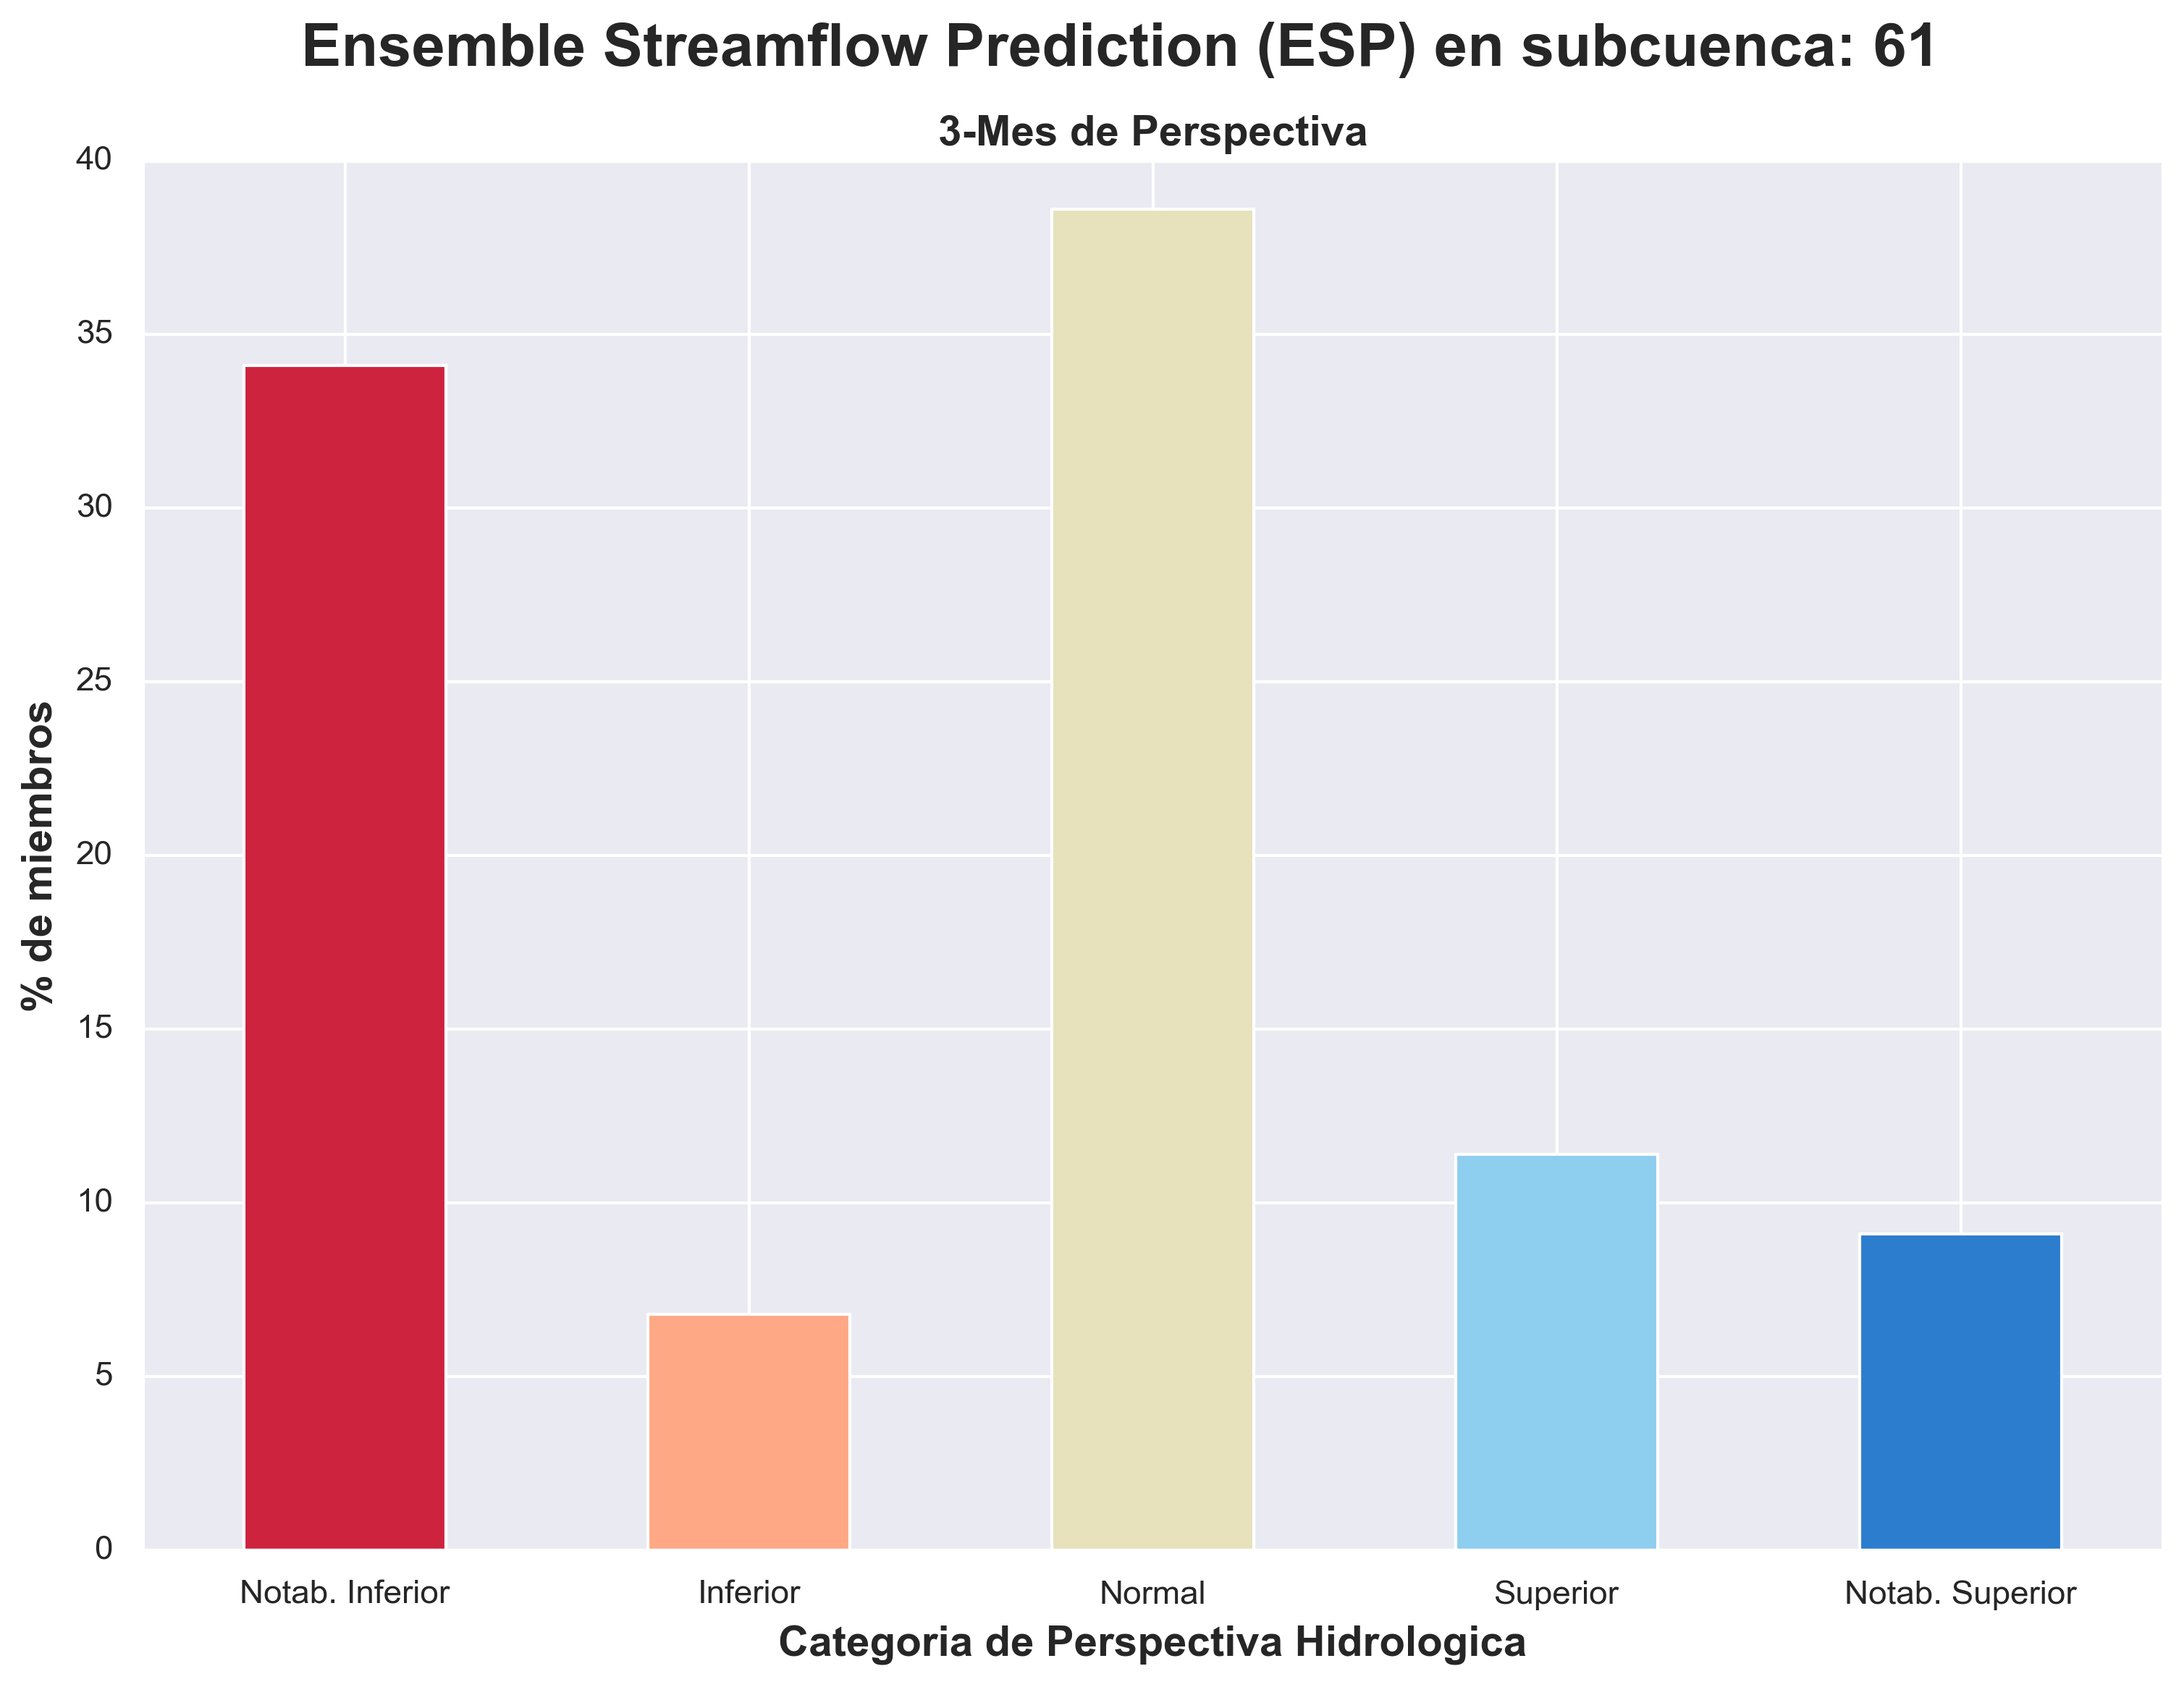 Ensemble Streamflow Prediction (ESP) en subcuenca: 61
3-Mes de Perspectiva
40
35
30
25
20
15
10
5
0
% de miembros
Notab. Inferior
Inferior
Normal
Superior
Notab. Superior
Categoria de Perspectiva Hidrologica